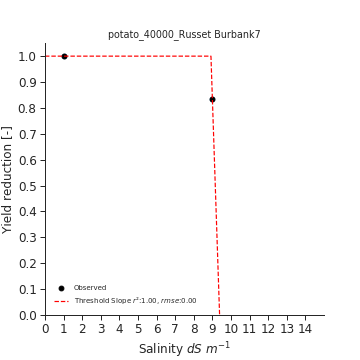 potato_40000_Russet Burbank7
Yield reduction [-]
1.0
0.9
0.8
0.7
0.6
0.5
0.4
0.3
0.2
0.1
0.0
Observed
Threshold Slope r²:1.00, rmse:0.00
0 1 2 3 4 5 6 7 8 9 10 11 12 13 14
Salinity dS m⁻¹